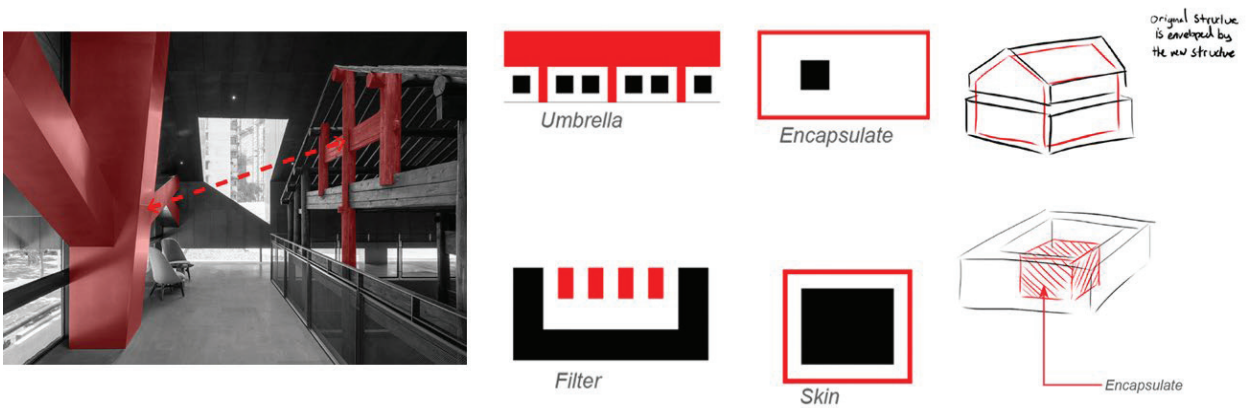 Umbrella
Encapsulate
original structure
is enveloped by
the new structure
Filter
Skin
Encapsulate